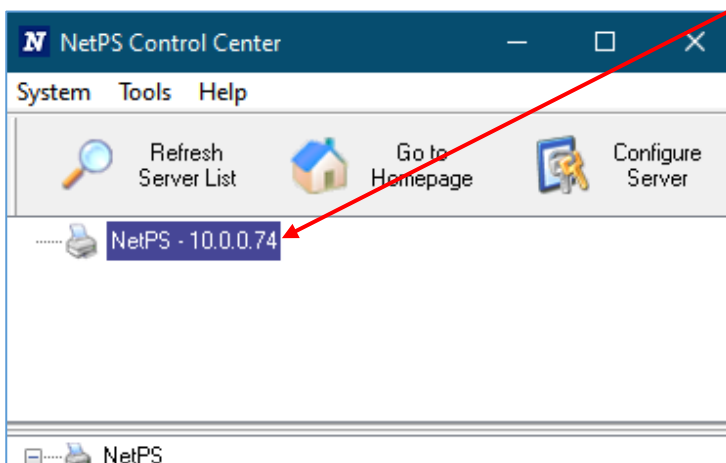 N NetPS Control Center
System Tools Help
Refresh
Server List
Go to
Homepage
Configure
Server
NetPS - 10.0.0.74
NetPS